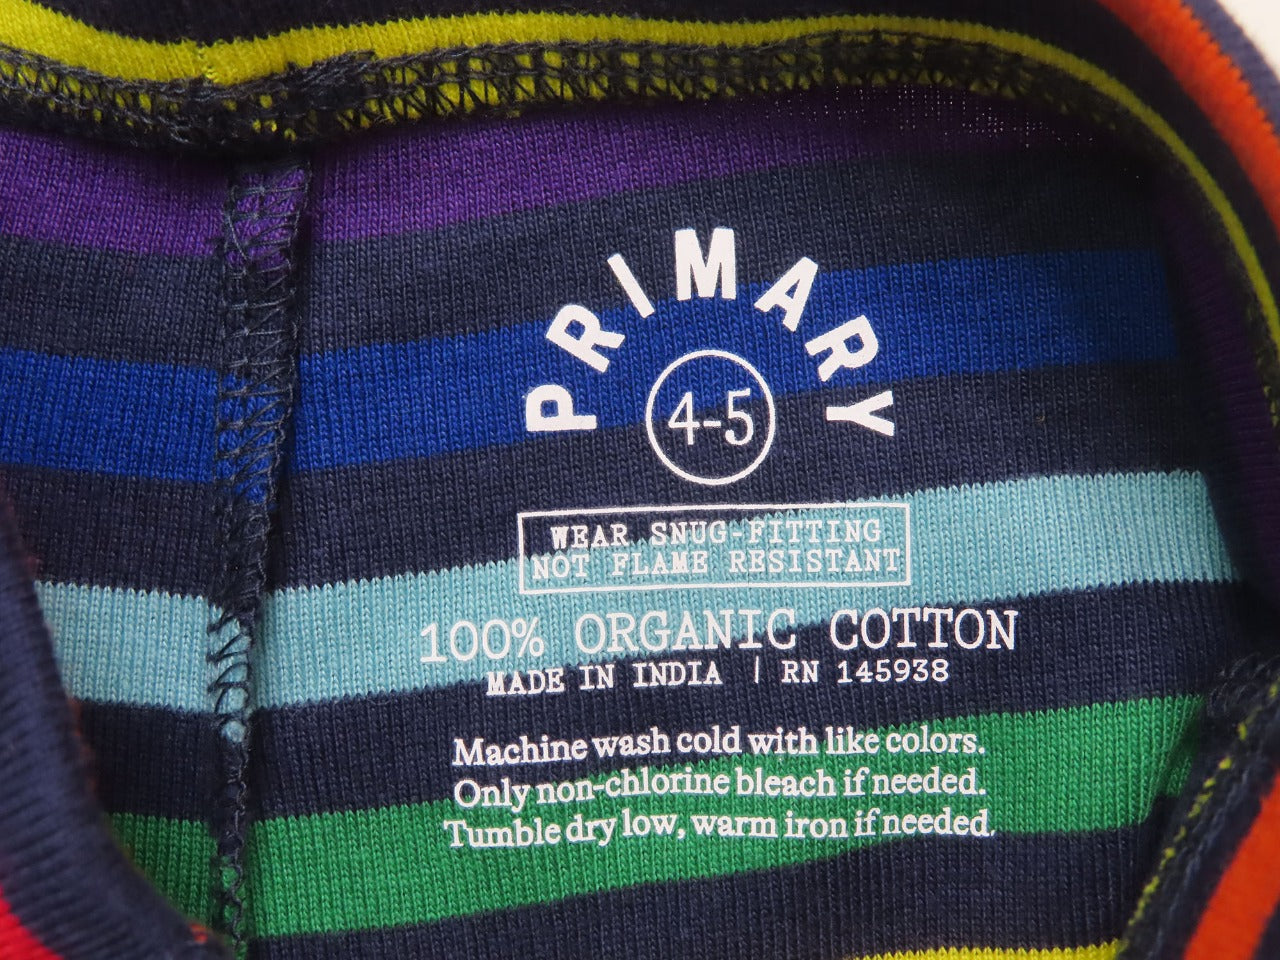 PRIMARY
4-5
WEAR SNUG-FITTING
NOT FLAME RESISTANT
100% ORGANIC COTTON
MADE IN INDIA | RN 145938
Machine wash cold with like colors.
Only non-chlorine bleach if needed.
Tumble dry low, warm iron if needed.